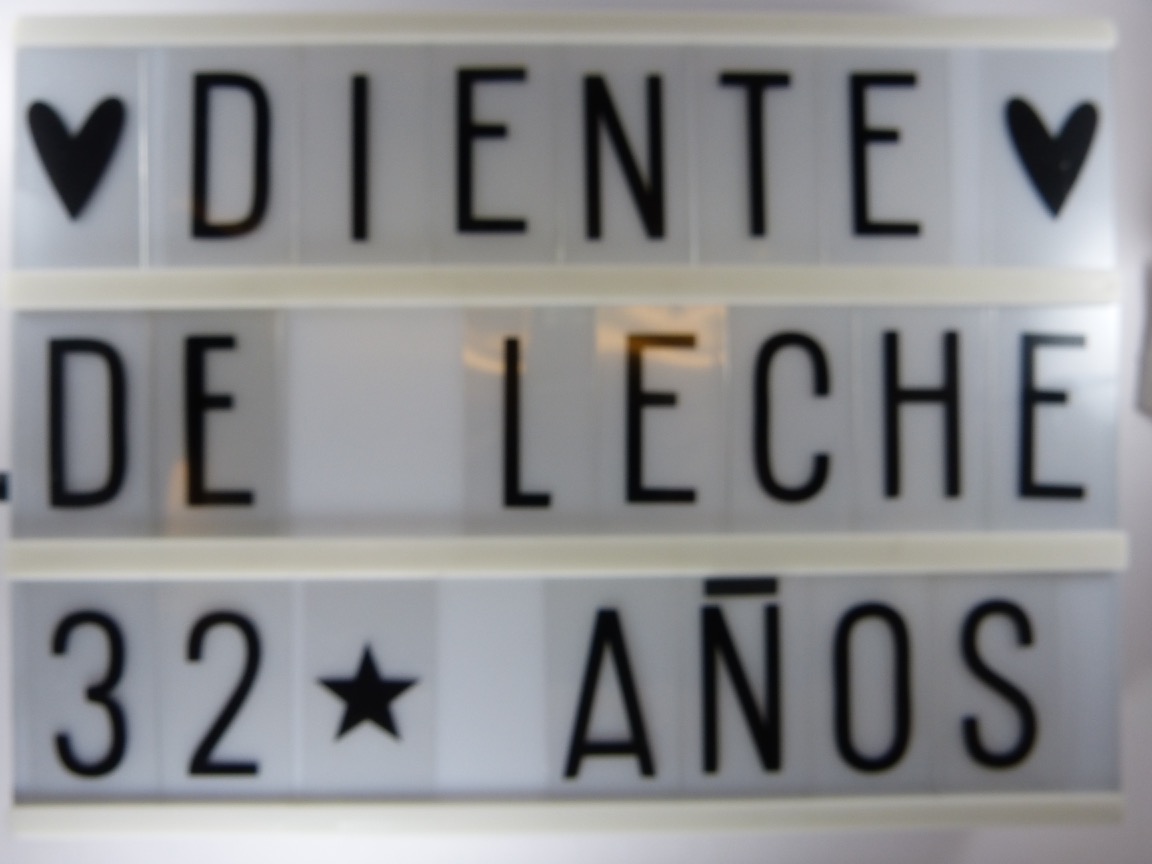 ♥ DIENTE ♥
DE LECHE
32★ AÑOS